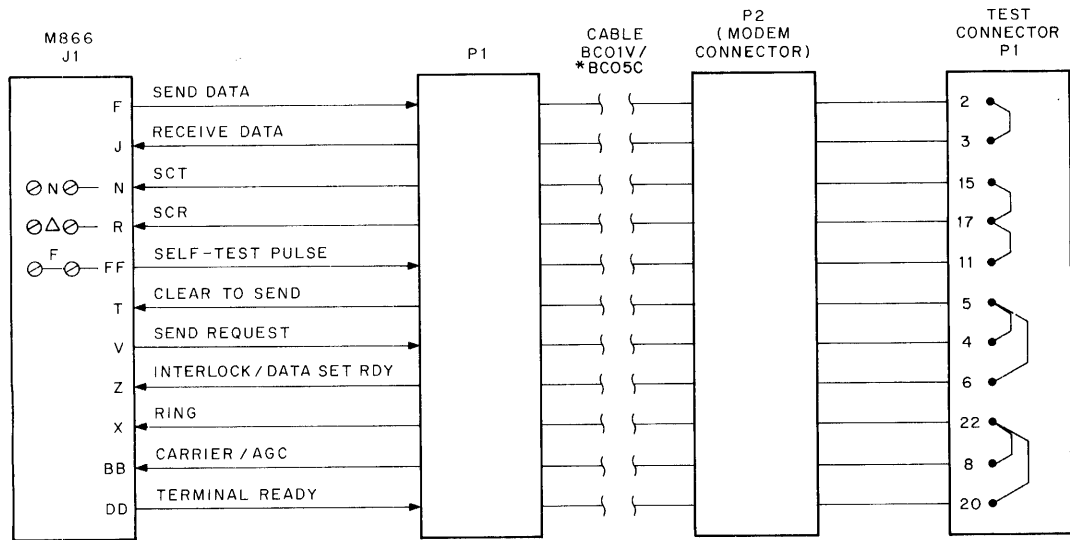 M866
J1
P1
CABLE
BC01V/
*BC05C
P2
(MODEM
CONNECTOR)
TEST
CONNECTOR
P1
F SEND DATA 2
J RECEIVE DATA 3
N N SCT 15
Δ R SCR 17
F FF SELF-TEST PULSE 11
T CLEAR TO SEND 5
V SEND REQUEST 4
Z INTERLOCK/DATA SET RDY 6
X RING 22
BB CARRIER/AGC 8
DD TERMINAL READY 20